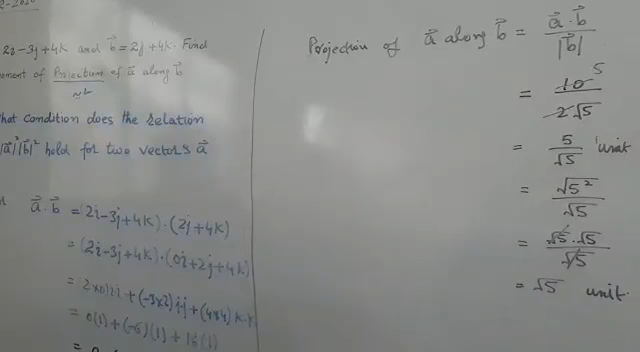 2i-3j+4k and b⃗ = 2j+4k. Find
of Projection of a⃗ along b⃗
condition does the relation
|a⃗|²|b⃗|² hold for two vectors a⃗
a⃗.b⃗ = (2i-3j+4k).(2j+4k)
= (2i-3j+4k).(0i+2j+4k)
= 2x0)i.i+(-3x2)j.j+(4x4)k.k
= 0(1)+(-6)(1)+16(1)
=
Projection of a⃗ along b⃗ = a⃗.b⃗ / |b⃗|
= 10 5 / 2√5
= 5/√5 unit
= √5² / √5
= √5.√5 / √5
= √5 unit.